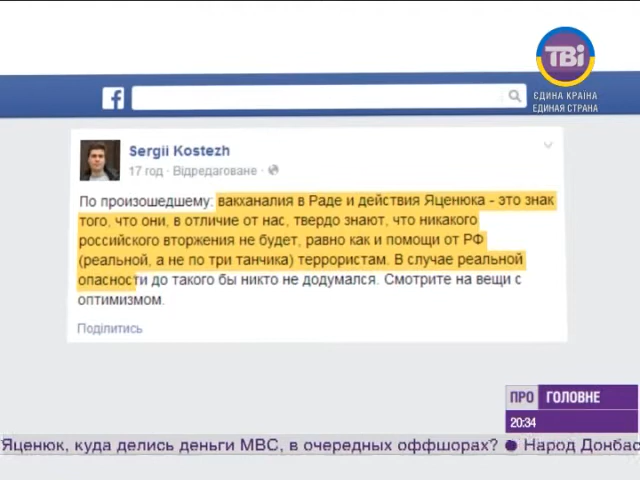 ТВі
ЄДИНА КРАЇНА
ЕДИНАЯ СТРАНА
f
Sergii Kostezh
17 год · Відредаговане ·
По произошедшему: вакханалия в Раде и действия Яценюка - это знак
того, что они, в отличие от нас, твердо знают, что никакого
российского вторжения не будет, равно как и помощи от РФ
(реальной, а не по три танчика) террористам. В случае реальной
опасности до такого бы никто не додумался. Смотрите на вещи с
оптимизмом.
Поділитись
ПРО ГОЛОВНЕ
20:34
Яценюк, куда делись деньги МВС, в очередных оффшорах? ● Народ Донбас